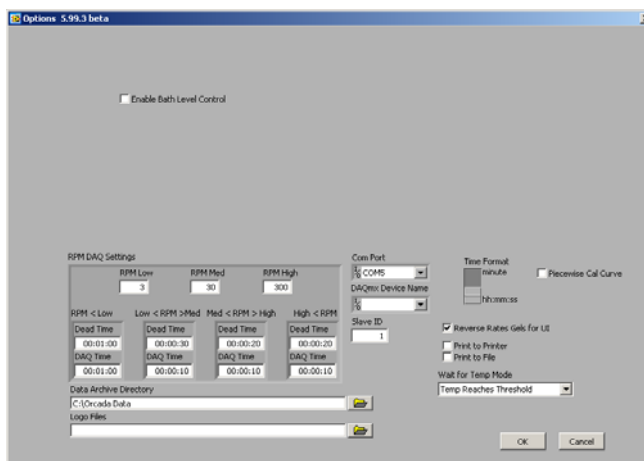 Options 5.99.3 beta
Enable Bath Level Control
RPM DAQ Settings
RPM Low RPM Med RPM High
3 30 300
RPM < Low Low < RPM >Med Med < RPM > High High < RPM
Dead Time Dead Time Dead Time Dead Time
00:01:00 00:00:30 00:00:20 00:00:20
DAQ Time DAQ Time DAQ Time DAQ Time
00:01:00 00:00:10 00:00:10 00:00:10
Data Archive Directory
C:\Orcada Data
Logo Files
Com Port
COM5
DAQmx Device Name
Slave ID
1
Time Format
minute
hh:mm:ss
Piecewise Cal Curve
Reverse Rates Gels for UI
Print to Printer
Print to File
Wait for Temp Mode
Temp Reaches Threshold
OK Cancel